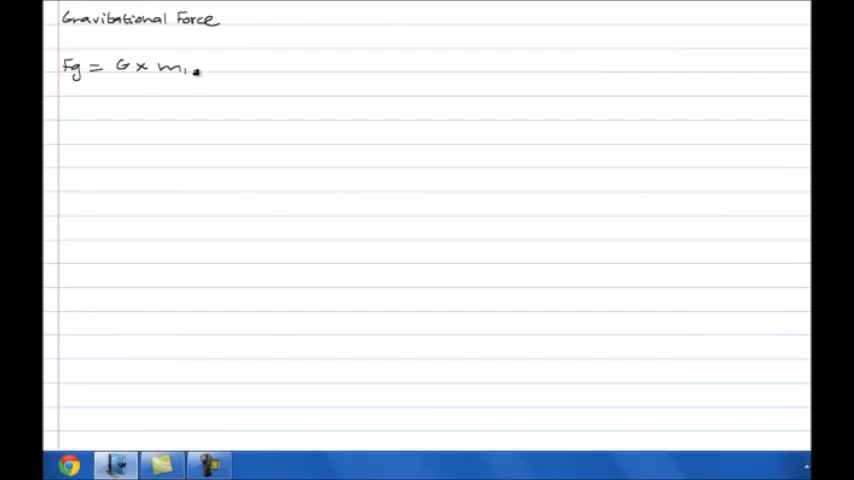 Gravitational Force
Fg = G × m₁